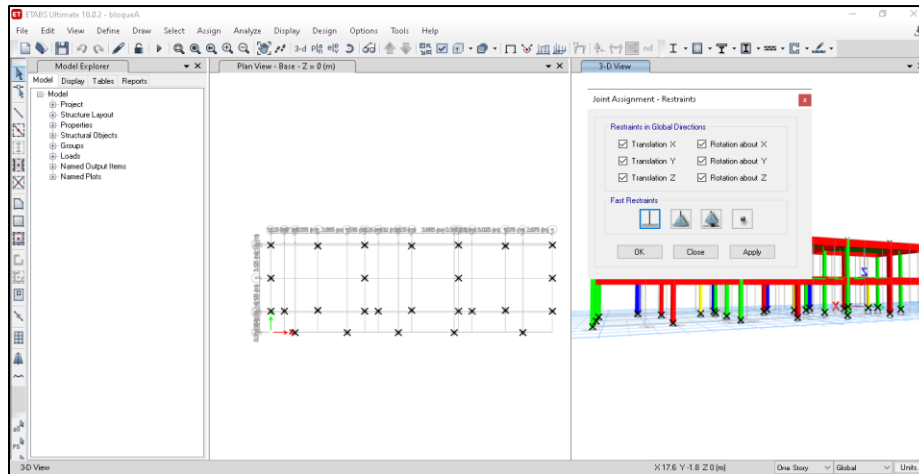 ETABS Ultimate 18.0.2 - bloqueA
File Edit View Define Draw Select Assign Analyze Display Design Options Tools Help
3-d
Model Explorer
Plan View - Base - Z = 0 (m)
3-D View
Model Display Tables Reports
Model
Project
Structure Layout
Properties
Structural Objects
Groups
Loads
Named Output Items
Named Plots
Joint Assignment - Restraints
Restraints in Global Directions
Translation X Rotation about X
Translation Y Rotation about Y
Translation Z Rotation about Z
Fast Restraints
OK Close Apply
Z
X
3-D View
X 17.6 Y -1.8 Z 0 (m)
One Story
Global
Units